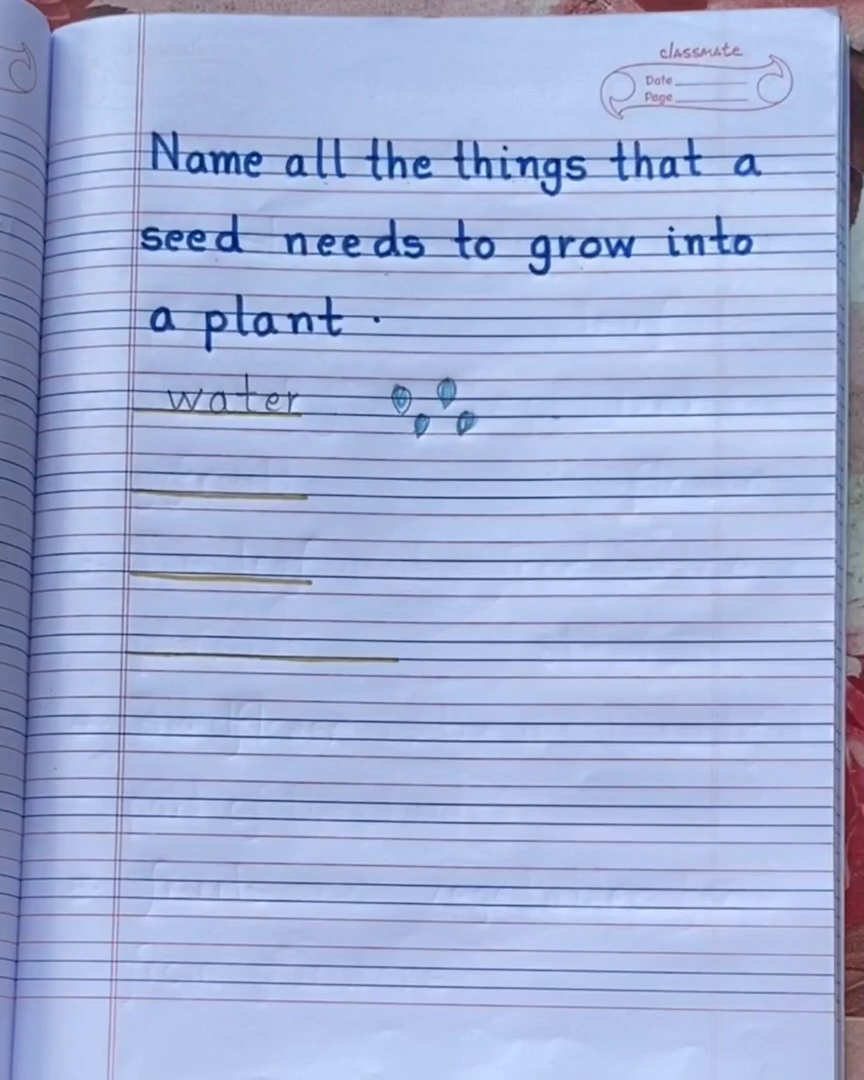 classmate
Date
Page
Name all the things that a
seed needs to grow into
a plant .
water